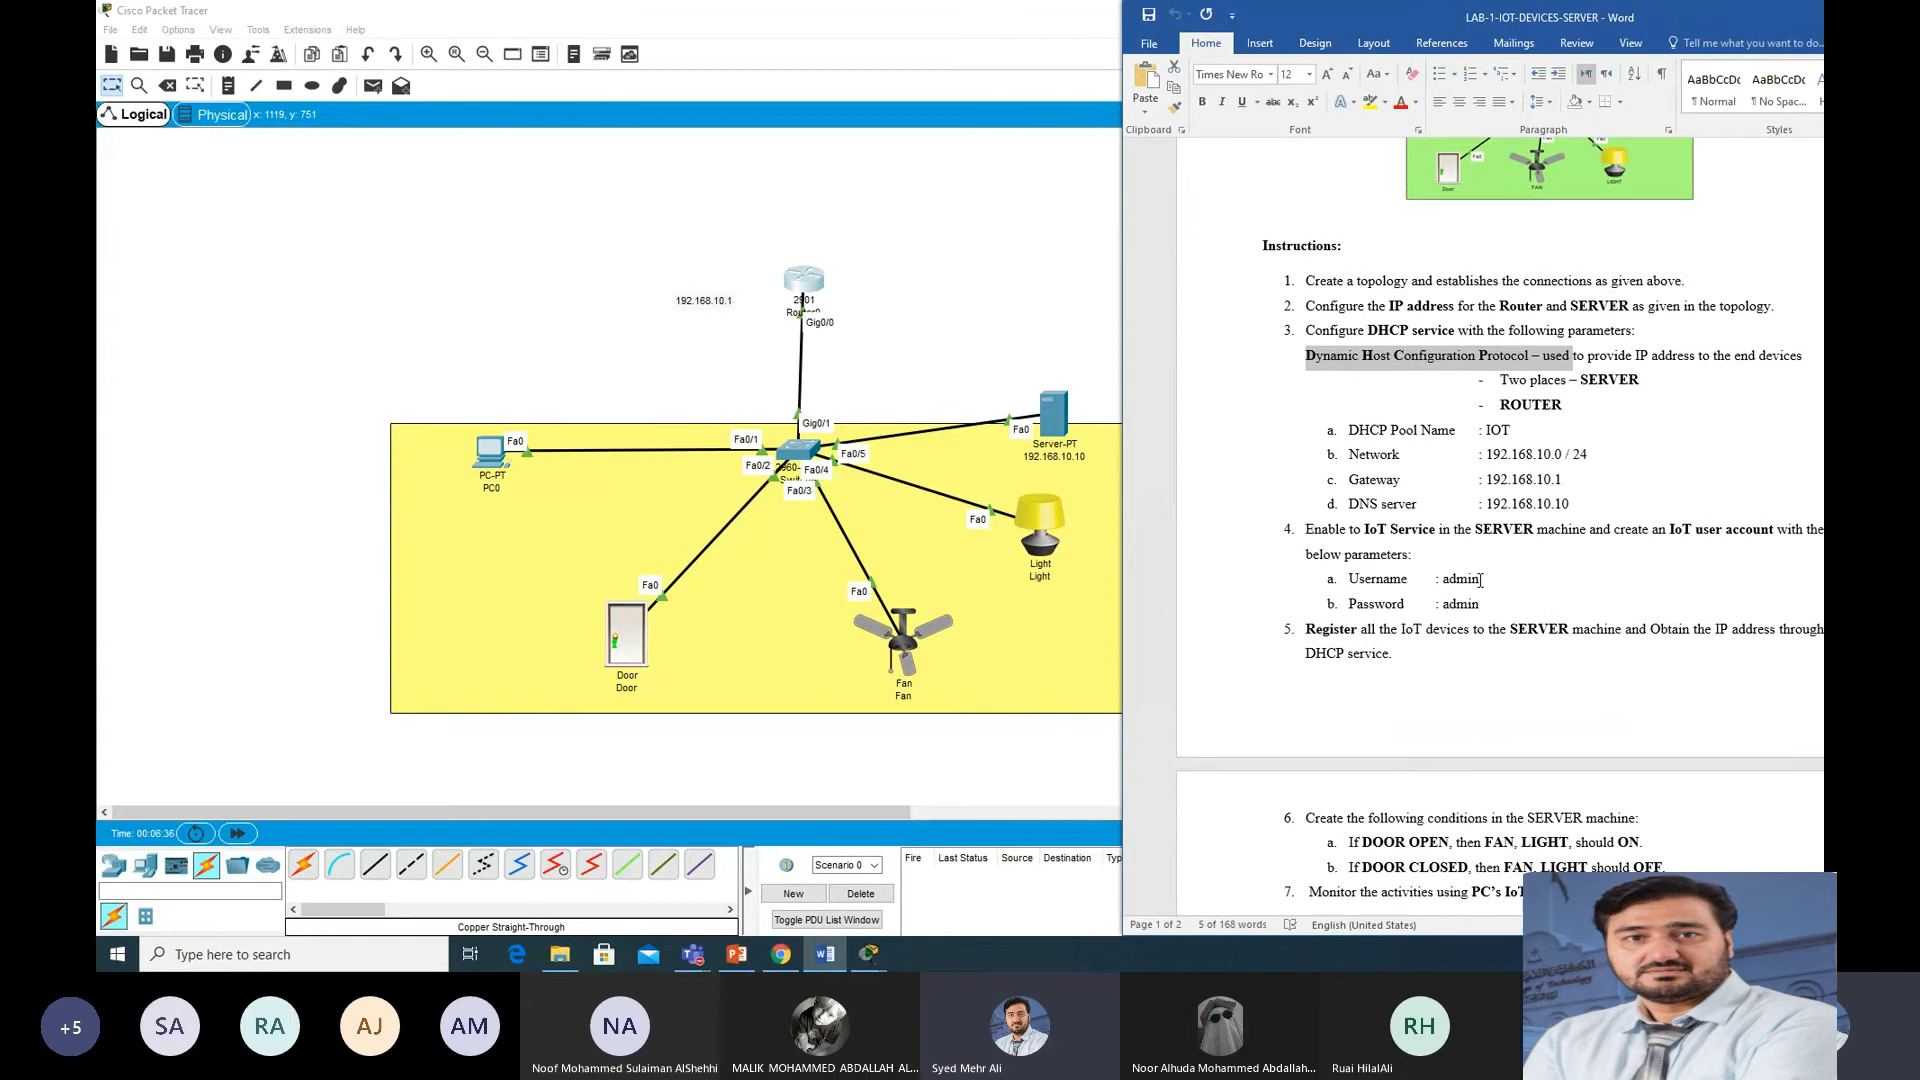 Cisco Packet Tracer
File Edit Options View Tools Extensions Help
Logical
Physical x: 1119, y: 751
192.168.10.1
2901
Gig0/0
Gig0/1
Fa0
PC-PT
PC0
Fa0/1
Fa0/2
Fa0/4
Fa0/5
Fa0/3
Fa0
Server-PT
192.168.10.10
Fa0
Light
Light
Fa0
Door
Door
Fa0
Fan
Fan
Time: 00:06:36
Scenario 0
New Delete
Toggle PDU List Window
Fire Last Status Source Destination
Copper Straight-Through
LAB-1-IOT-DEVICES-SERVER - Word
File Home Insert Design Layout References Mailings Review View Tell me what you want to do...
Times New Ro 12
Paste
Clipboard Font Paragraph Styles
AaBbCcDc AaBbCcDc
¶ Normal ¶ No Spac...
Door FAN LIGHT
Instructions:
1. Create a topology and establishes the connections as given above.
2. Configure the IP address for the Router and SERVER as given in the topology.
3. Configure DHCP service with the following parameters:
Dynamic Host Configuration Protocol – used to provide IP address to the end devices
- Two places – SERVER
- ROUTER
a. DHCP Pool Name : IOT
b. Network : 192.168.10.0 / 24
c. Gateway : 192.168.10.1
d. DNS server : 192.168.10.10
4. Enable to IoT Service in the SERVER machine and create an IoT user account with the
below parameters:
a. Username : admin
b. Password : admin
5. Register all the IoT devices to the SERVER machine and Obtain the IP address through
DHCP service.
6. Create the following conditions in the SERVER machine:
a. If DOOR OPEN, then FAN, LIGHT, should ON.
b. If DOOR CLOSED, then FAN, LIGHT should OFF.
7. Monitor the activities using PC's IoT
Page 1 of 2 5 of 168 words English (United States)
Type here to search
+5
SA
RA
AJ
AM
NA
RH
Noof Mohammed Sulaiman AlShehhi
MALIK MOHAMMED ABDALLAH AL...
Syed Mehr Ali
Noor Alhuda Mohammed Abdallah...
Ruai HilalAli